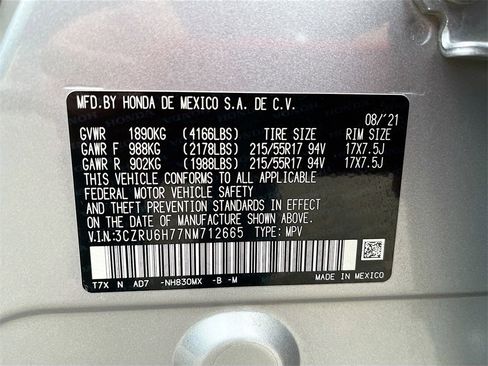 MFD.BY HONDA DE MEXICO S.A. DE C.V.
08/'21
GVWR 1890KG (4166LBS) TIRE SIZE RIM SIZE
GAWR F 988KG (2178LBS) 215/55R17 94V 17X7.5J
GAWR R 902KG (1988LBS) 215/55R17 94V 17X7.5J
THIS VEHICLE CONFORMS TO ALL APPLICABLE
FEDERAL MOTOR VEHICLE SAFETY
AND THEFT PREVENTION STANDARDS IN EFFECT ON
THE DATE OF MANUFACTURE SHOWN ABOVE.
V.I.N.:3CZRU6H77NM712665 TYPE: MPV
T7X N AD7 -NH830MX -B -M
MADE IN MEXICO